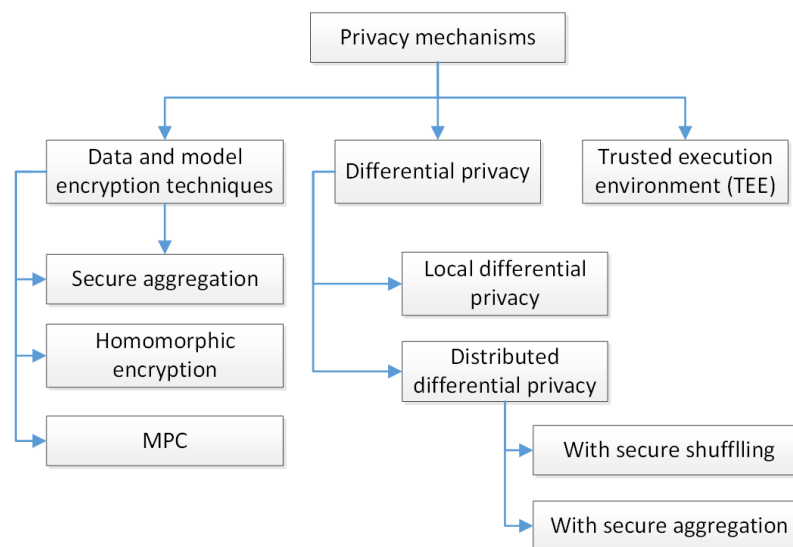 Privacy mechanisms
Data and model
encryption techniques
Differential privacy
Trusted execution
environment (TEE)
Secure aggregation
Local differential
privacy
Homomorphic
encryption
Distributed
differential privacy
MPC
With secure shufflling
With secure aggregation